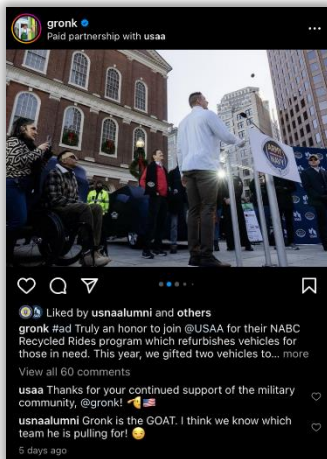 gronk
Paid partnership with usaa
ARMY
NAVY
Liked by usnaalumni and others
gronk #ad Truly an honor to join @USAA for their NABC
Recycled Rides program which refurbishes vehicles for
those in need. This year, we gifted two vehicles to... more
View all 60 comments
usaa Thanks for your continued support of the military
community, @gronk! 🫡🇺🇸
usnaalumni Gronk is the GOAT. I think we know which
team he is pulling for! 😏
5 days ago